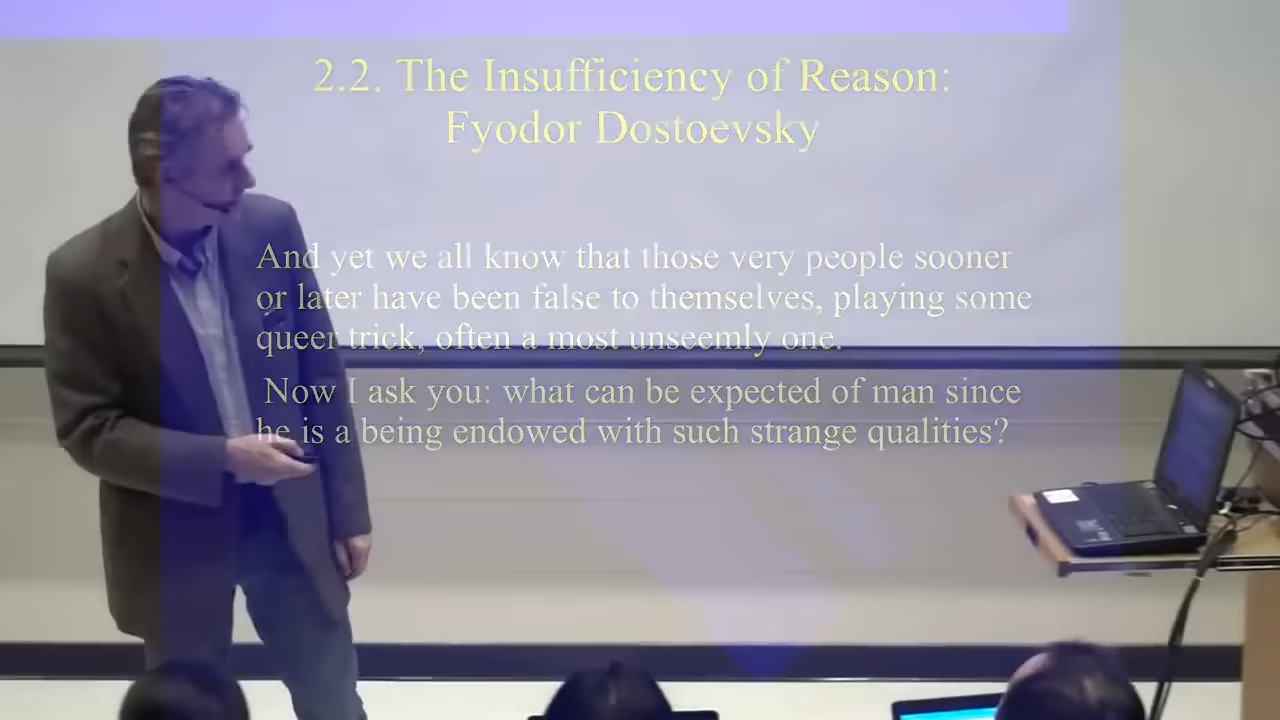 2.2. The Insufficiency of Reason:
Fyodor Dostoevsky
And yet we all know that those very people sooner
or later have been false to themselves, playing some
queer trick, often a most unseemly one.
Now I ask you: what can be expected of man since
he is a being endowed with such strange qualities?